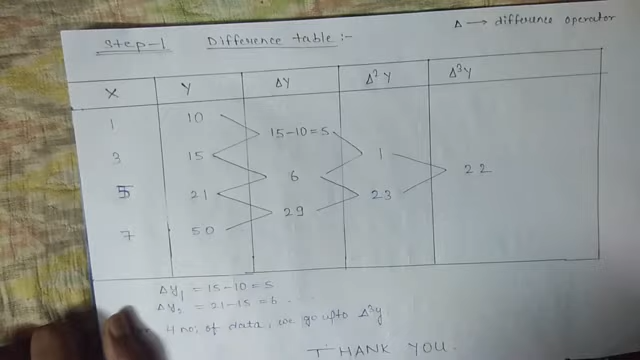 Step-1 Difference table:- Δ → difference operator
X Y ΔY Δ²Y Δ³Y
1 10
15-10=5
3 15 1
6 22
5 21 23
29
7 50
ΔY₁ = 15-10=5
ΔY₂ = 21-15=6 ....
4 no; of data, we go upto Δ³y
THANK YOU.